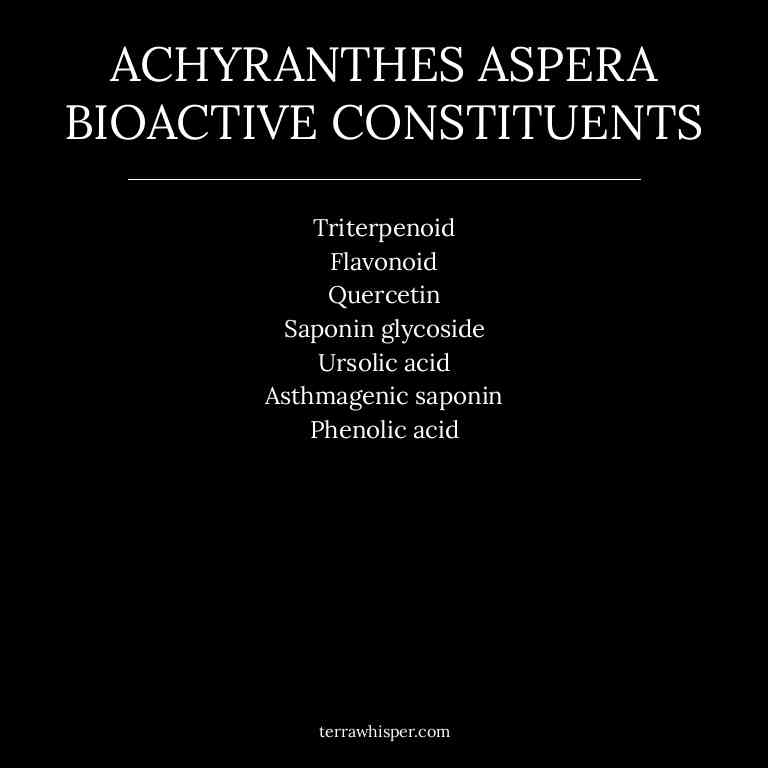 ACHYRANTHES ASPERA
BIOACTIVE CONSTITUENTS
Triterpenoid
Flavonoid
Quercetin
Saponin glycoside
Ursolic acid
Asthmagenic saponin
Phenolic acid
terrawhisper.com